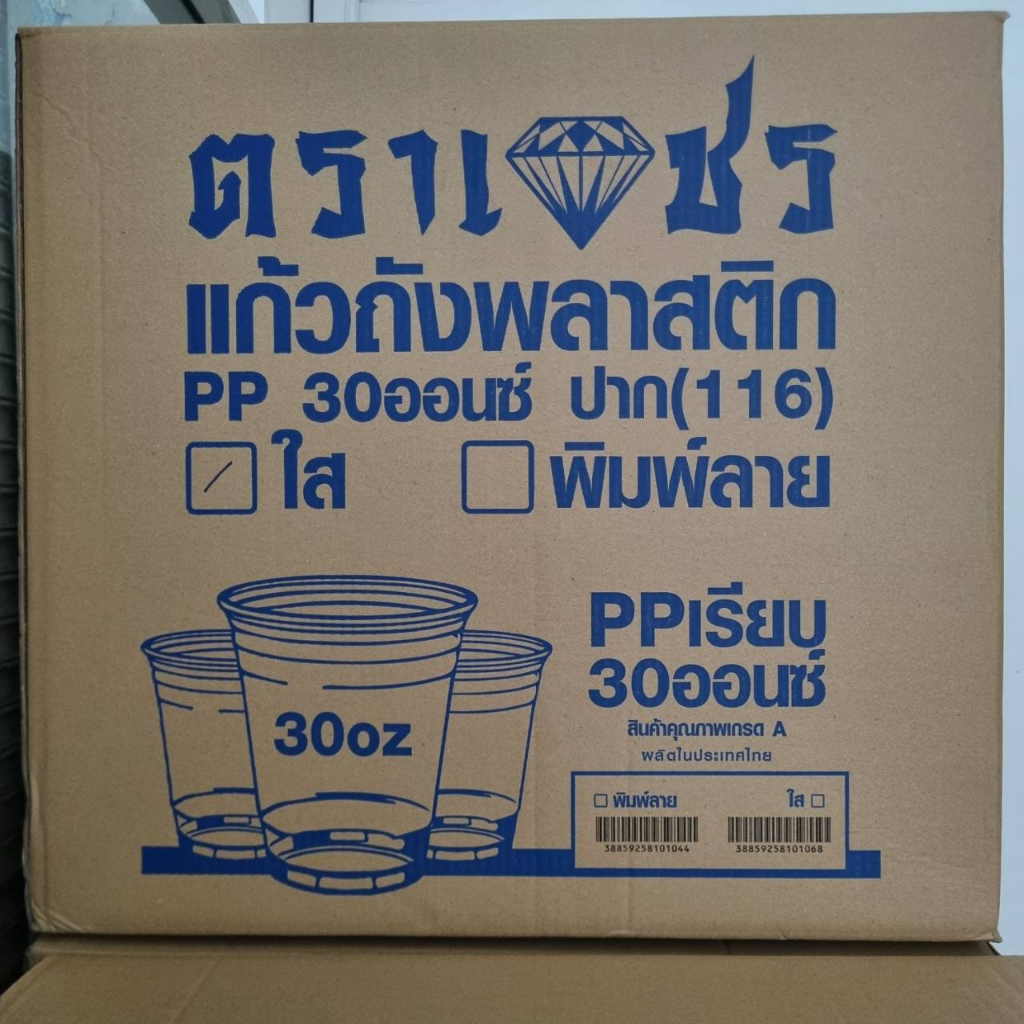 ตราเพชร
แก้วถังพลาสติก
PP 30ออนซ์ ปาก(116)
ใส พิมพ์ลาย
30oz
PPเรียบ
30ออนซ์
สินค้าคุณภาพเกรด A
ผลิตในประเทศไทย
พิมพ์ลาย ใส
38859258101044 38859258101068